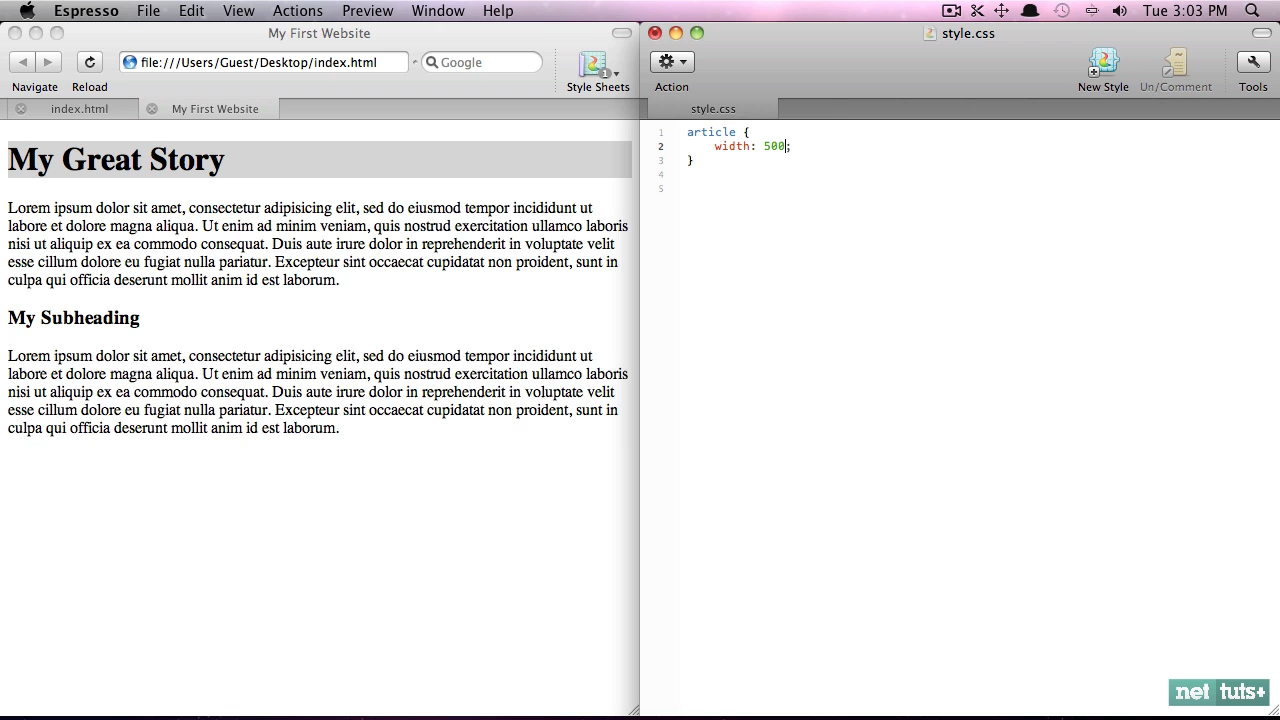 Espresso File Edit View Actions Preview Window Help Tue 3:03 PM
My First Website
file:///Users/Guest/Desktop/index.html
Google
Navigate Reload Style Sheets
1
index.html My First Website
My Great Story
Lorem ipsum dolor sit amet, consectetur adipisicing elit, sed do eiusmod tempor incididunt ut
labore et dolore magna aliqua. Ut enim ad minim veniam, quis nostrud exercitation ullamco laboris
nisi ut aliquip ex ea commodo consequat. Duis aute irure dolor in reprehenderit in voluptate velit
esse cillum dolore eu fugiat nulla pariatur. Excepteur sint occaecat cupidatat non proident, sunt in
culpa qui officia deserunt mollit anim id est laborum.
My Subheading
Lorem ipsum dolor sit amet, consectetur adipisicing elit, sed do eiusmod tempor incididunt ut
labore et dolore magna aliqua. Ut enim ad minim veniam, quis nostrud exercitation ullamco laboris
nisi ut aliquip ex ea commodo consequat. Duis aute irure dolor in reprehenderit in voluptate velit
esse cillum dolore eu fugiat nulla pariatur. Excepteur sint occaecat cupidatat non proident, sunt in
culpa qui officia deserunt mollit anim id est laborum.
style.css
Action New Style Un/Comment Tools
style.css
1 article {
2 width: 500;
3 }
4
5
net tuts+